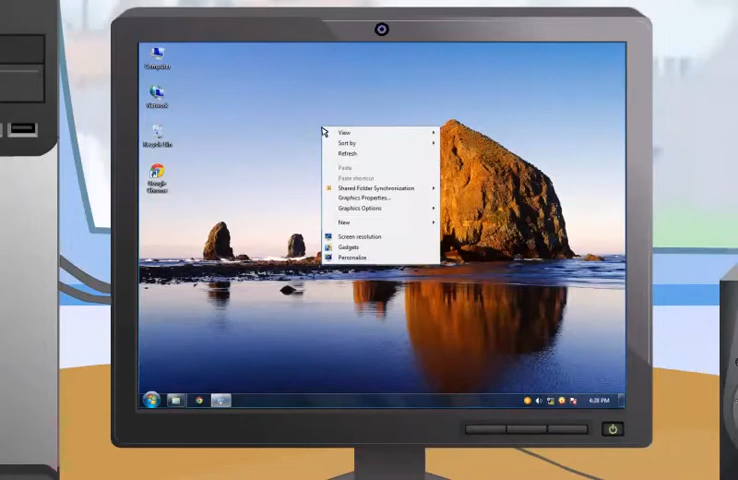 Computer
Network
Recycle Bin
Google
Chrome
View
Sort by
Refresh
Paste
Paste shortcut
Shared Folder Synchronization
Graphics Properties...
Graphics Options
New
Screen resolution
Gadgets
Personalize
4:28 PM